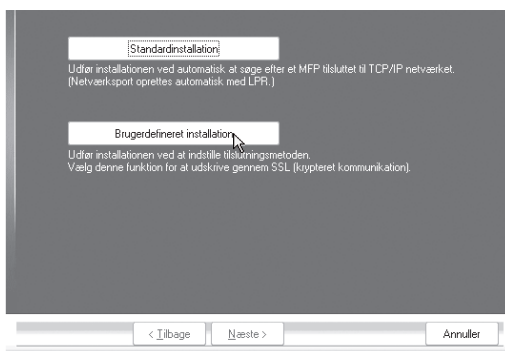 Standardinstallation
Udfør installationen ved automatisk at søge efter et MFP tilsluttet til TCP/IP netværket.
(Netværksport oprettes automatisk med LPR.)
Brugerdefineret installation
Udfør installationen ved at indstille tilslutningsmetoden.
Vælg denne funktion for at udskrive gennem SSL (krypteret kommunikation).
< Tilbage Næste > Annuller